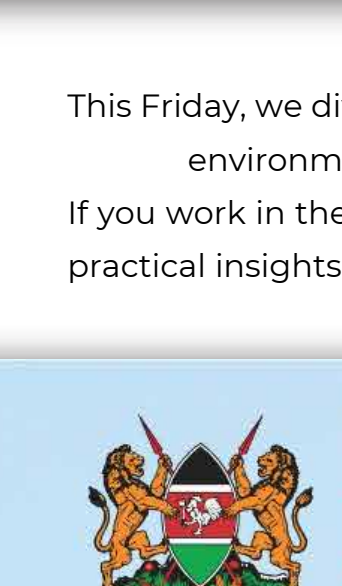 This Friday, we di
environm
If you work in the
practical insights